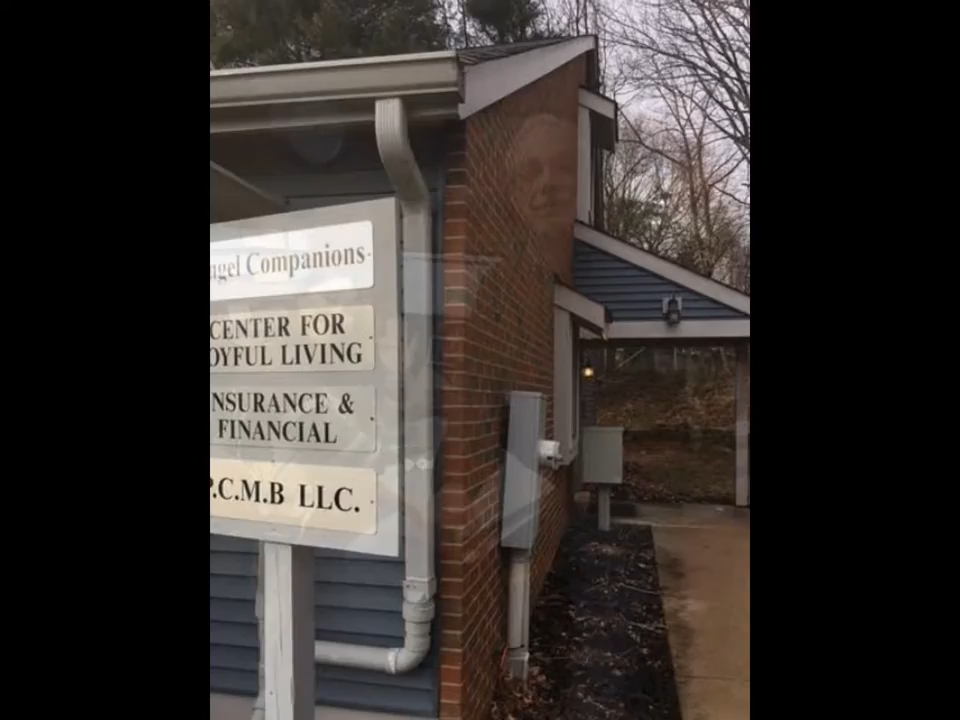 ngel Companions
CENTER FOR
OYFUL LIVING
NSURANCE &
FINANCIAL
P.C.M.B LLC.